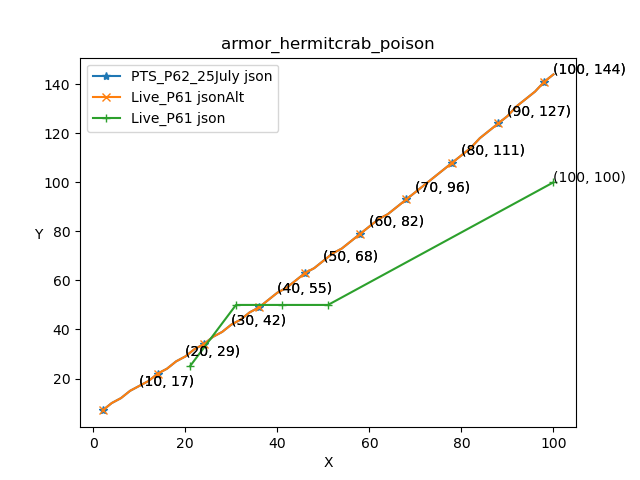 armor_hermitcrab_poison
PTS_P62_25July json
Live_P61 jsonAlt
Live_P61 json
(100, 144)
(90, 127)
(80, 111)
(70, 96)
(100, 100)
(60, 82)
(50, 68)
(40, 55)
(30, 42)
(20, 29)
(10, 17)
140
120
100
80
60
40
20
Y
0 20 40 60 80 100
X